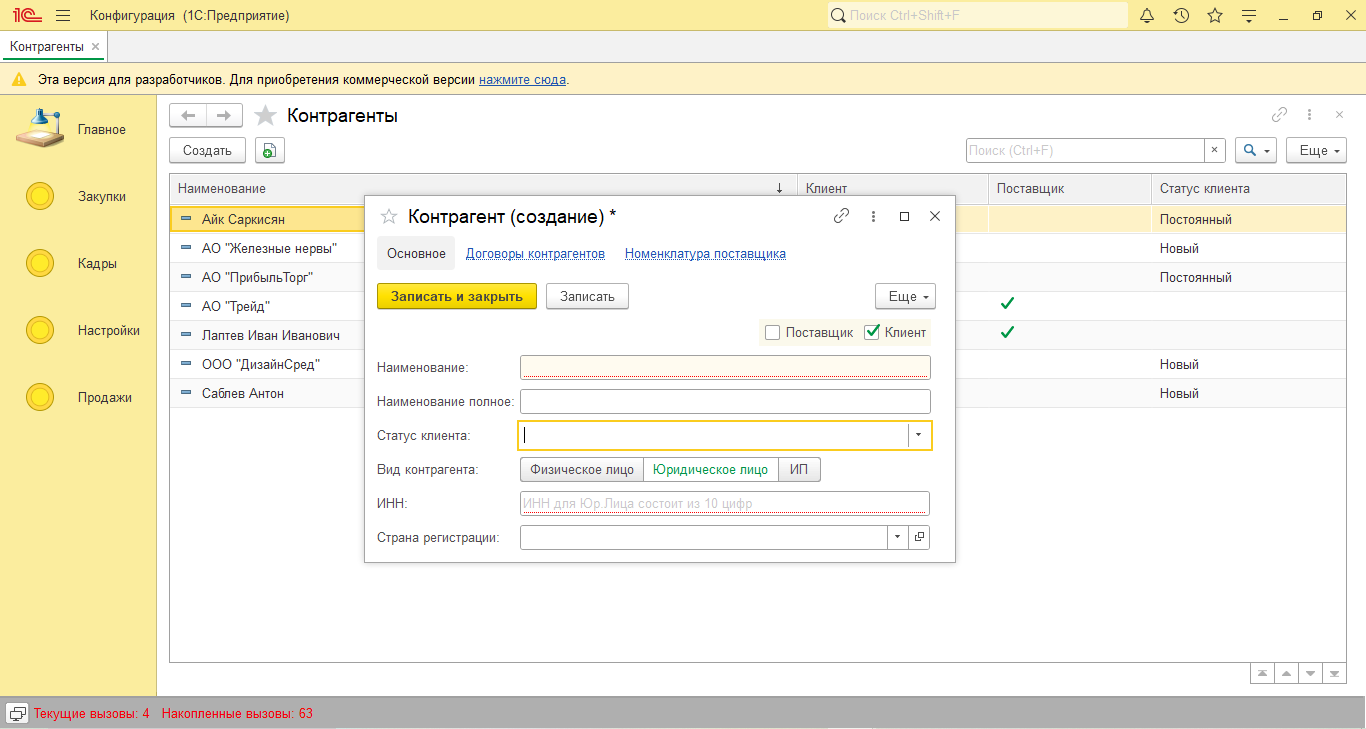 1С Конфигурация (1С:Предприятие) Поиск Ctrl+Shift+F
Контрагенты
Эта версия для разработчиков. Для приобретения коммерческой версии нажмите сюда.
Главное
Закупки
Кадры
Настройки
Продажи
Контрагенты
Создать Поиск (Ctrl+F) Еще
Наименование Клиент Поставщик Статус клиента
Айк Саркисян Постоянный
АО "Железные нервы" Новый
АО "ПрибыльТорг" Постоянный
АО "Трейд"
Лаптев Иван Иванович
ООО "ДизайнСред" Новый
Саблев Антон Новый
Контрагент (создание) *
Основное Договоры контрагентов Номенклатура поставщика
Записать и закрыть Записать Еще
Поставщик Клиент
Наименование:
Наименование полное:
Статус клиента:
Вид контрагента: Физическое лицо Юридическое лицо ИП
ИНН: ИНН для Юр.Лица состоит из 10 цифр
Страна регистрации:
Текущие вызовы: 4 Накопленные вызовы: 63